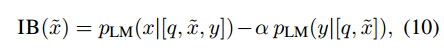 IB(x̃) = p_LM(x|[q, x̃, y]) − α p_LM(y|[q, x̃]), (10)